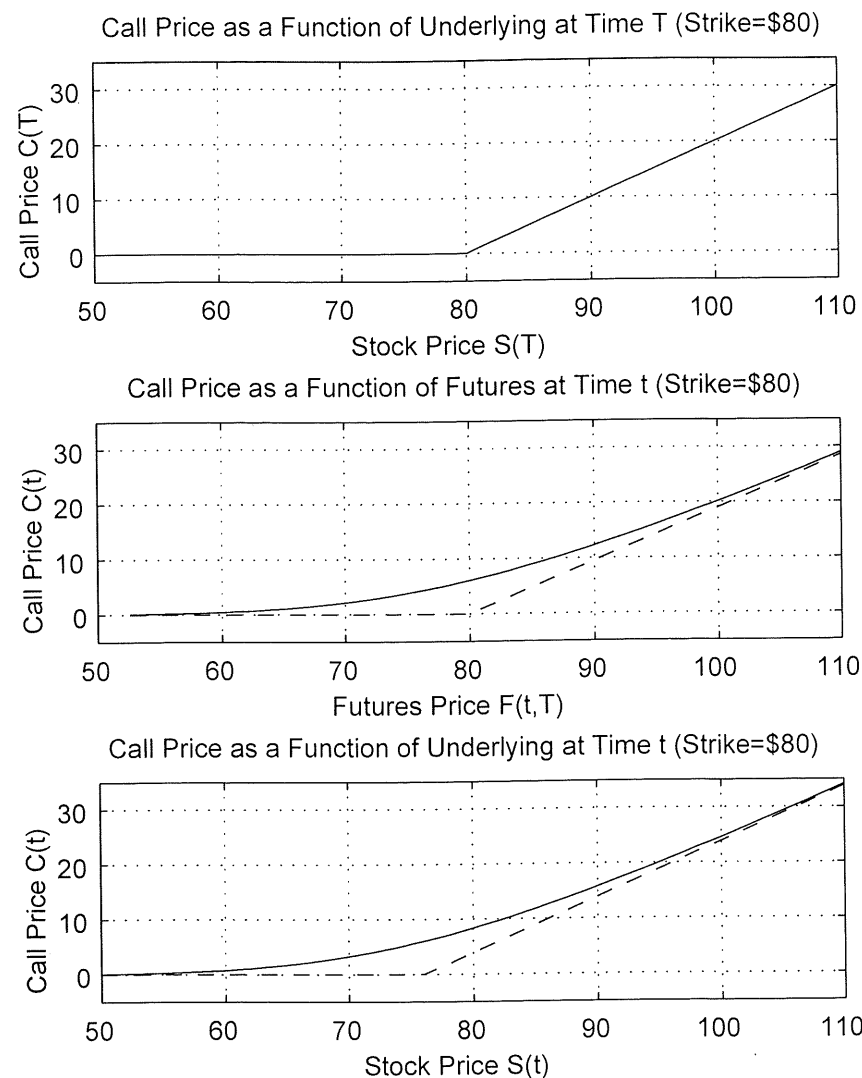 Call Price as a Function of Underlying at Time T (Strike=$80)
Call Price C(T)
30
20
10
0
50 60 70 80 90 100 110
Stock Price S(T)
Call Price as a Function of Futures at Time t (Strike=$80)
Call Price C(t)
30
20
10
0
50 60 70 80 90 100 110
Futures Price F(t,T)
Call Price as a Function of Underlying at Time t (Strike=$80)
Call Price C(t)
30
20
10
0
50 60 70 80 90 100 110
Stock Price S(t)